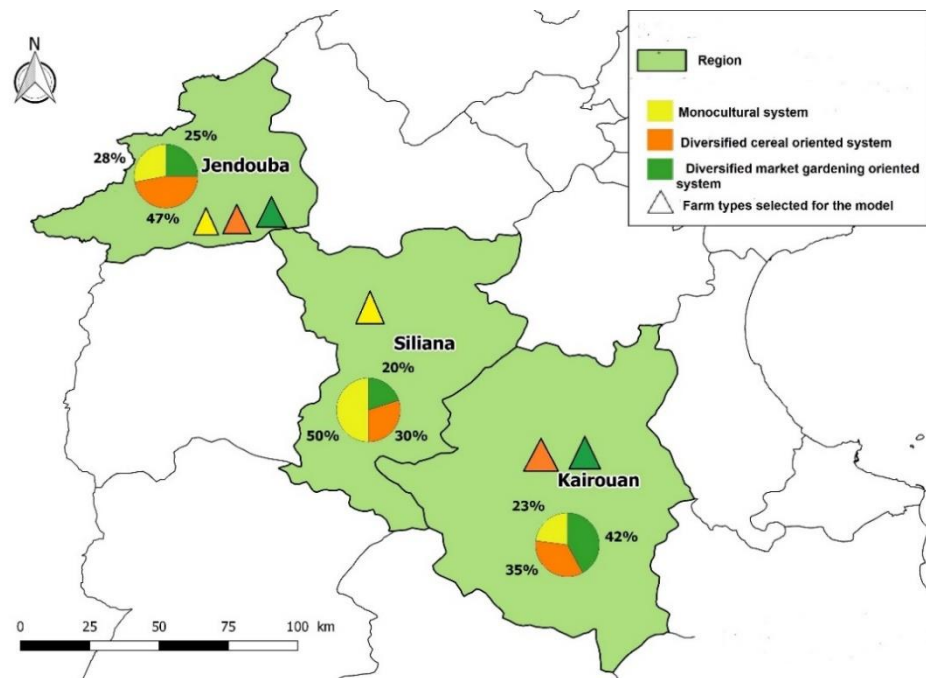 N
Region
Monocultural system
Diversified cereal oriented system
Diversified market gardening oriented
system
Farm types selected for the model
25%
28%
Jendouba
47%
Siliana
20%
50%
30%
Kairouan
23%
42%
35%
0 25 50 75 100 km